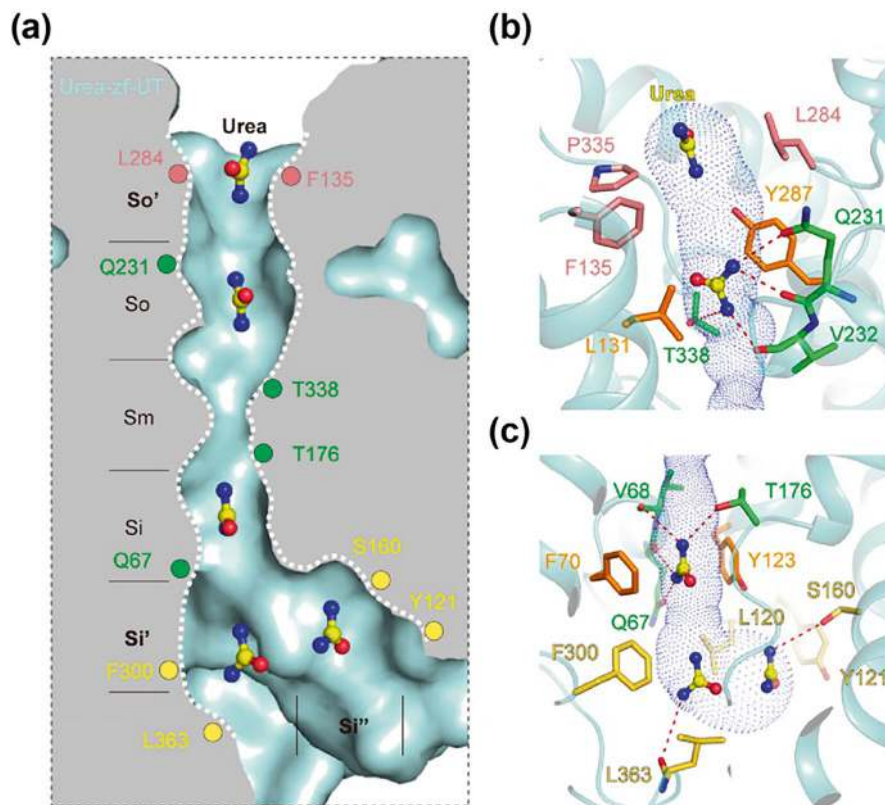 (a)
Urea-zf-UT
Urea
L284
F135
So'
Q231
So
T338
Sm
T176
Si
Q67
S160
Y121
Si'
F300
Si"
L363
(b)
Urea
L284
P335
Y287
Q231
F135
L131
T338
V232
(c)
V68
T176
F70
Y123
S160
L120
Q67
F300
Y121
L363